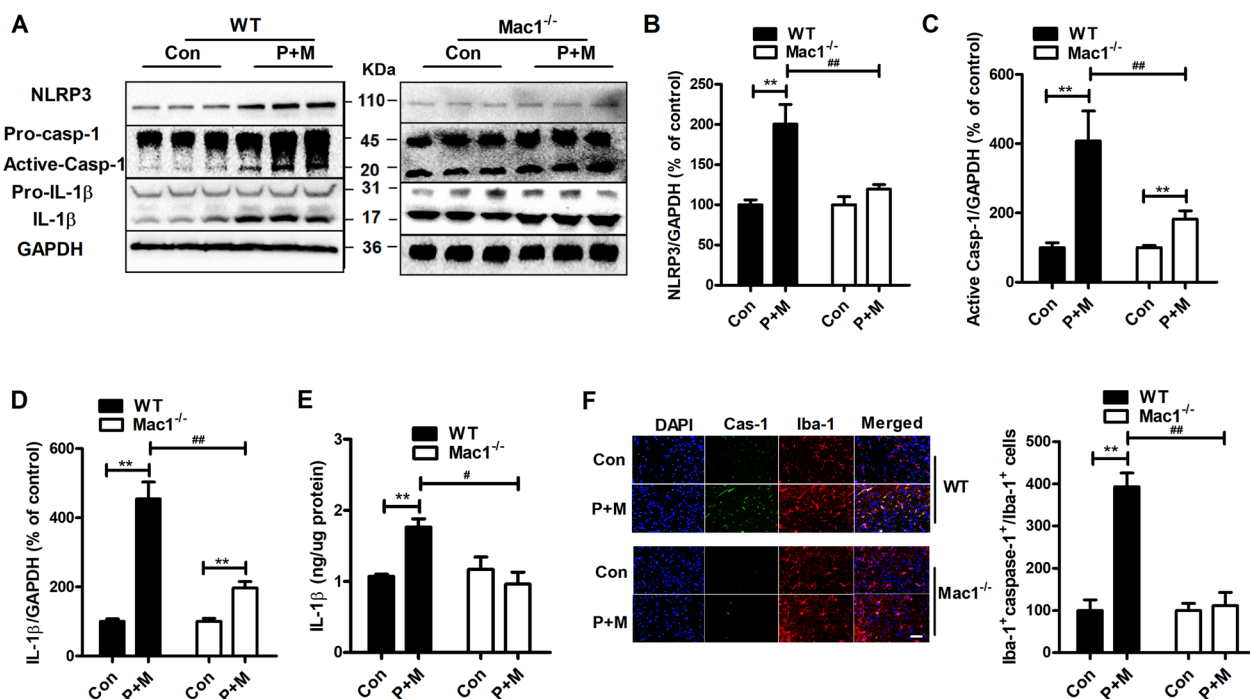 A
WT
Mac1-/-
Con
P+M
KDa
Con
P+M
NLRP3
110
Pro-casp-1
45
Active-Casp-1
20
Pro-IL-1β
31
IL-1β
17
GAPDH
36
B
WT
Mac1-/-
NLRP3/GAPDH (% of control)
250
200
150
100
50
0
**
##
Con
P+M
Con
P+M
C
WT
Mac1-/-
Active Casp-1/GAPDH (% of control)
600
400
200
0
**
##
**
Con
P+M
Con
P+M
D
WT
Mac1-/-
IL-1β/GAPDH (% of control)
600
400
200
0
**
##
**
Con
P+M
Con
P+M
E
WT
Mac1-/-
IL-1β (ng/ug protein)
3
2
1
0
**
#
Con
P+M
Con
P+M
F
DAPI
Cas-1
Iba-1
Merged
Con
P+M
WT
Con
P+M
Mac1-/-
WT
Mac1-/-
Iba-1+caspase-1+/Iba-1+ cells
500
400
300
200
100
0
**
##
Con
P+M
Con
P+M